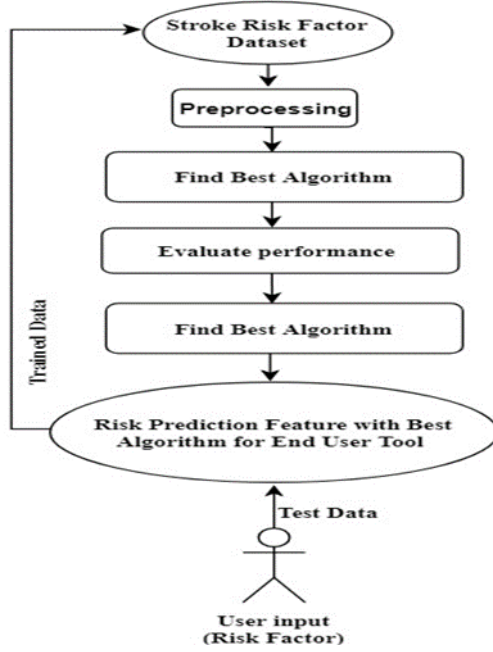 Stroke Risk Factor
Dataset
Preprocessing
Find Best Algorithm
Evaluate performance
Find Best Algorithm
Trained Data
Risk Prediction Feature with Best
Algorithm for End User Tool
Test Data
User input
(Risk Factor)